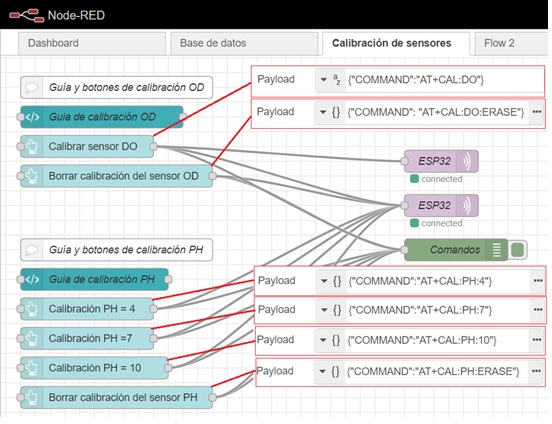 Node-RED
Dashboard
Base de datos
Calibración de sensores
Flow 2
Guía y botones de calibración OD
Payload
az
{"COMMAND":"AT+CAL:DO"}
Guia de calibración OD
Payload
{}
{"COMMAND": "AT+CAL:DO:ERASE"}
•••
Calibrar sensor DO
ESP32
connected
Borrar calibración del sensor OD
ESP32
connected
Guía y botones de calibración PH
Comandos
Guia de calibración PH
Payload
{}
{"COMMAND":"AT+CAL:PH:4"}
•••
Calibración PH = 4
Payload
{}
{"COMMAND":"AT+CAL:PH:7"}
•••
Calibración PH =7
Payload
{}
{"COMMAND":"AT+CAL:PH:10"}
•••
Calibración PH = 10
Payload
{}
{"COMMAND":"AT+CAL:PH:ERASE"}
•••
Borrar calibración del sensor PH